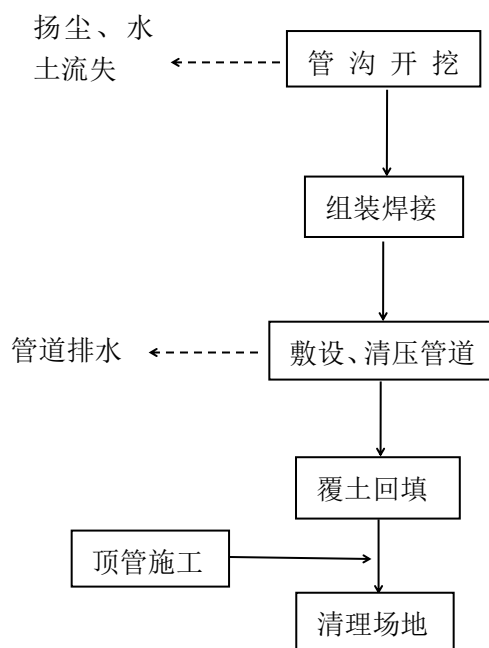 扬尘、水
土流失
管沟开挖
组装焊接
管道排水
敷设、清压管道
覆土回填
顶管施工
清理场地